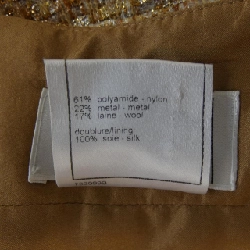 61% polyamide - nylon
22% metal - metal
17% laine - wool
doublure/lining
100% soie - silk